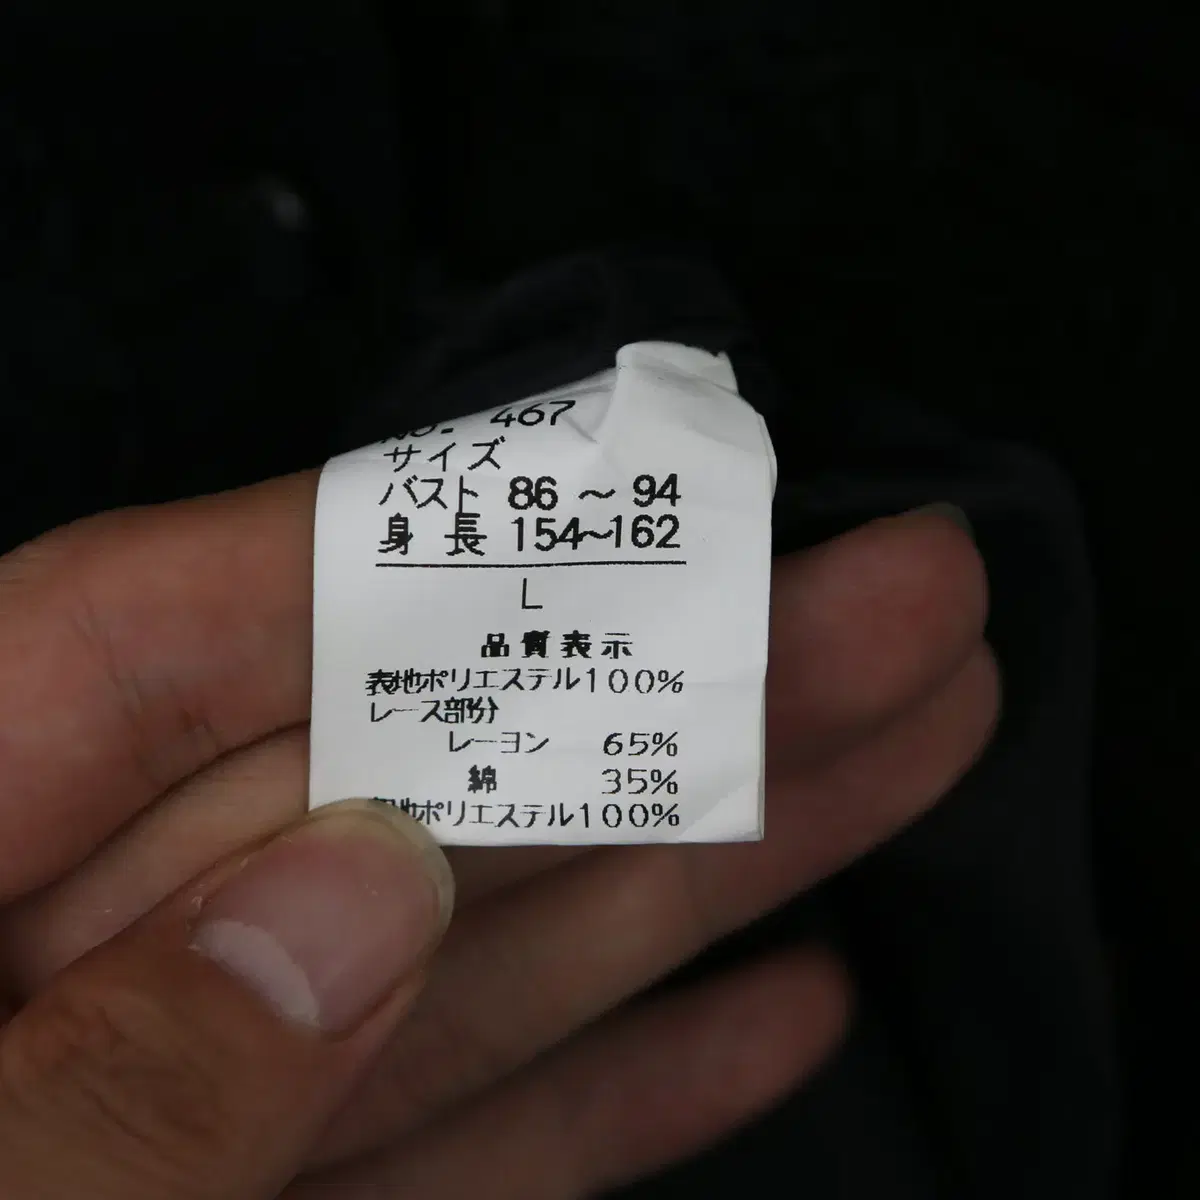 NO. 467
サイズ
バスト 86 ～ 94
身 長 154～162
L
品質表示
表地ポリエステル100%
レース部分
レーヨン 65%
綿 35%
地ポリエステル100%